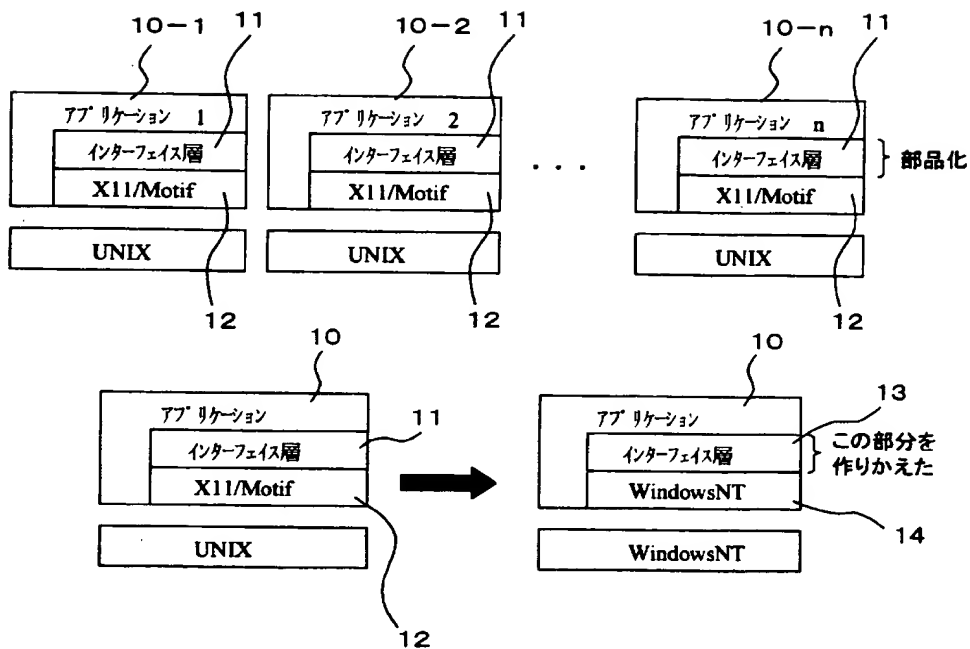 10-1 11 10-2 11 10-n 11
アプリケーション 1 アプリケーション 2 アプリケーション n
インターフェイス層 インターフェイス層 ... インターフェイス層 部品化
X11/Motif X11/Motif X11/Motif
UNIX UNIX UNIX
12 12 12
10 10
アプリケーション 11 アプリケーション 13
インターフェイス層 インターフェイス層 この部分を
作りかえた
X11/Motif WindowsNT
UNIX WindowsNT 14
12